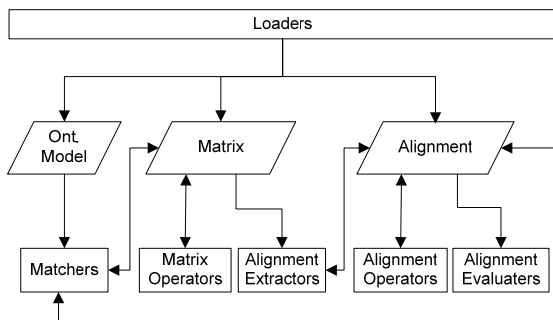 Loaders
Ont.
Model
Matrix
Alignment
Matchers
Matrix
Operators
Alignment
Extractors
Alignment
Operators
Alignment
Evaluaters